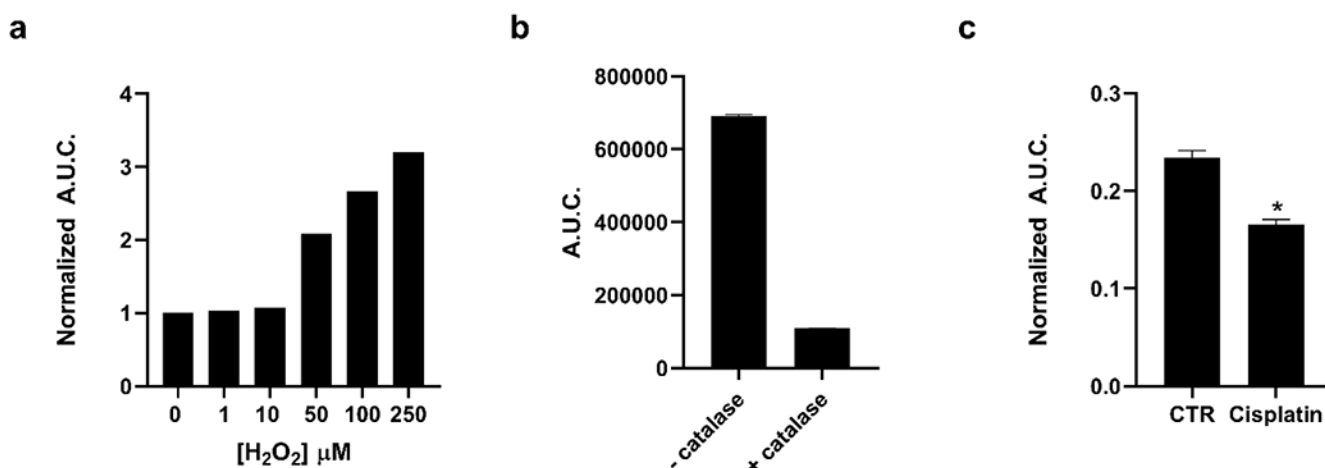 a
Normalized A.U.C.
4
3
2
1
0
0 1 10 50 100 250
[H₂O₂] μM
b
A.U.C.
800000
600000
400000
200000
0
- catalase
+ catalase
c
Normalized A.U.C.
0.3
0.2
0.1
0.0
*
CTR Cisplatin